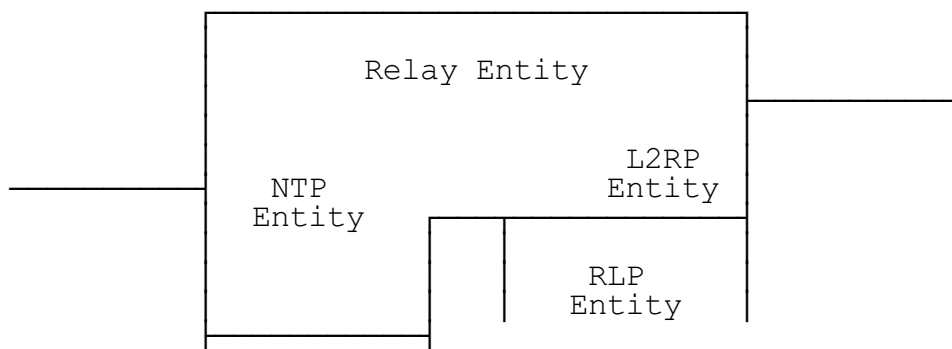 Relay Entity
L2RP
Entity
NTP
Entity
RLP
Entity